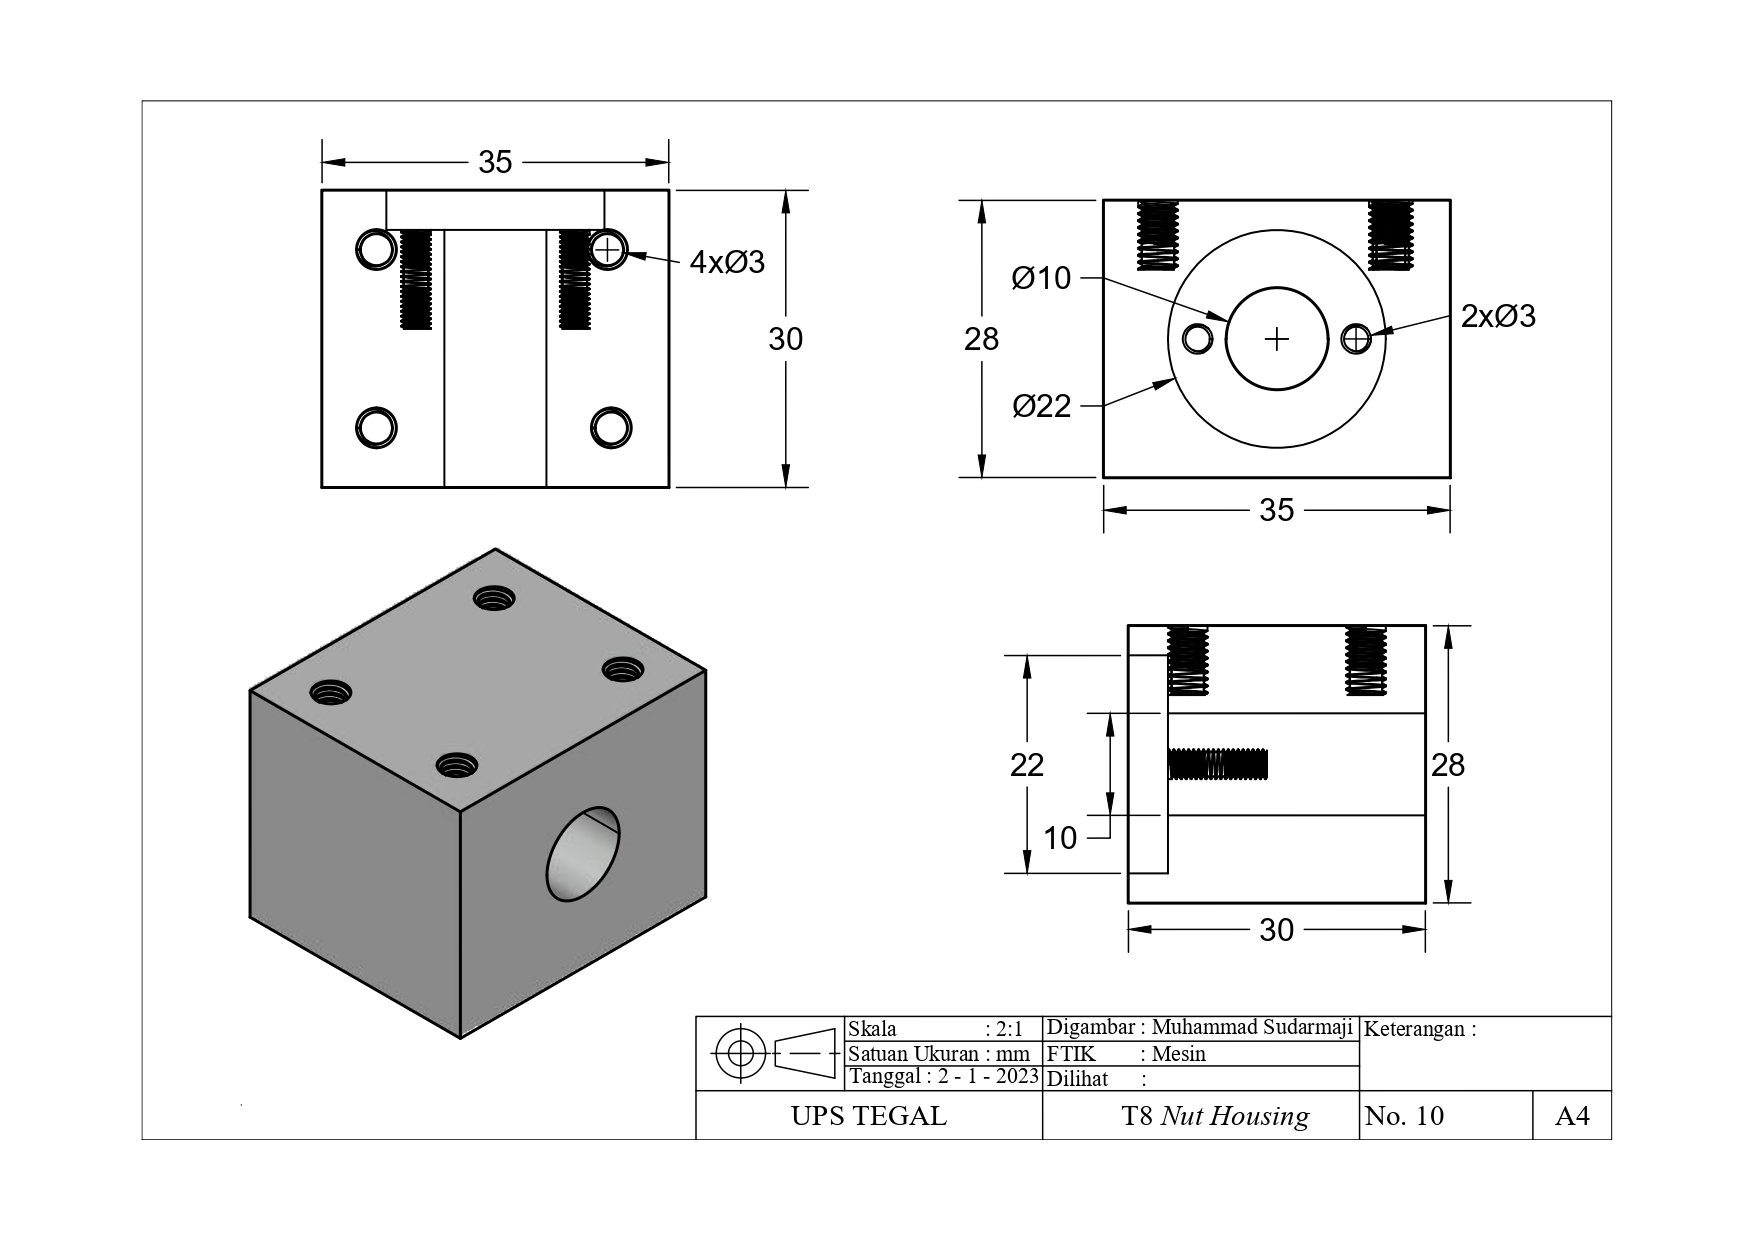 35
4xØ3
30
Ø10
2xØ3
28
Ø22
35
22
28
10
30
Skala : 2:1
Digambar : Muhammad Sudarmaji
Keterangan :
Satuan Ukuran : mm
FTIK : Mesin
Tanggal : 2 - 1 - 2023
Dilihat :
UPS TEGAL
T8 Nut Housing
No. 10
A4